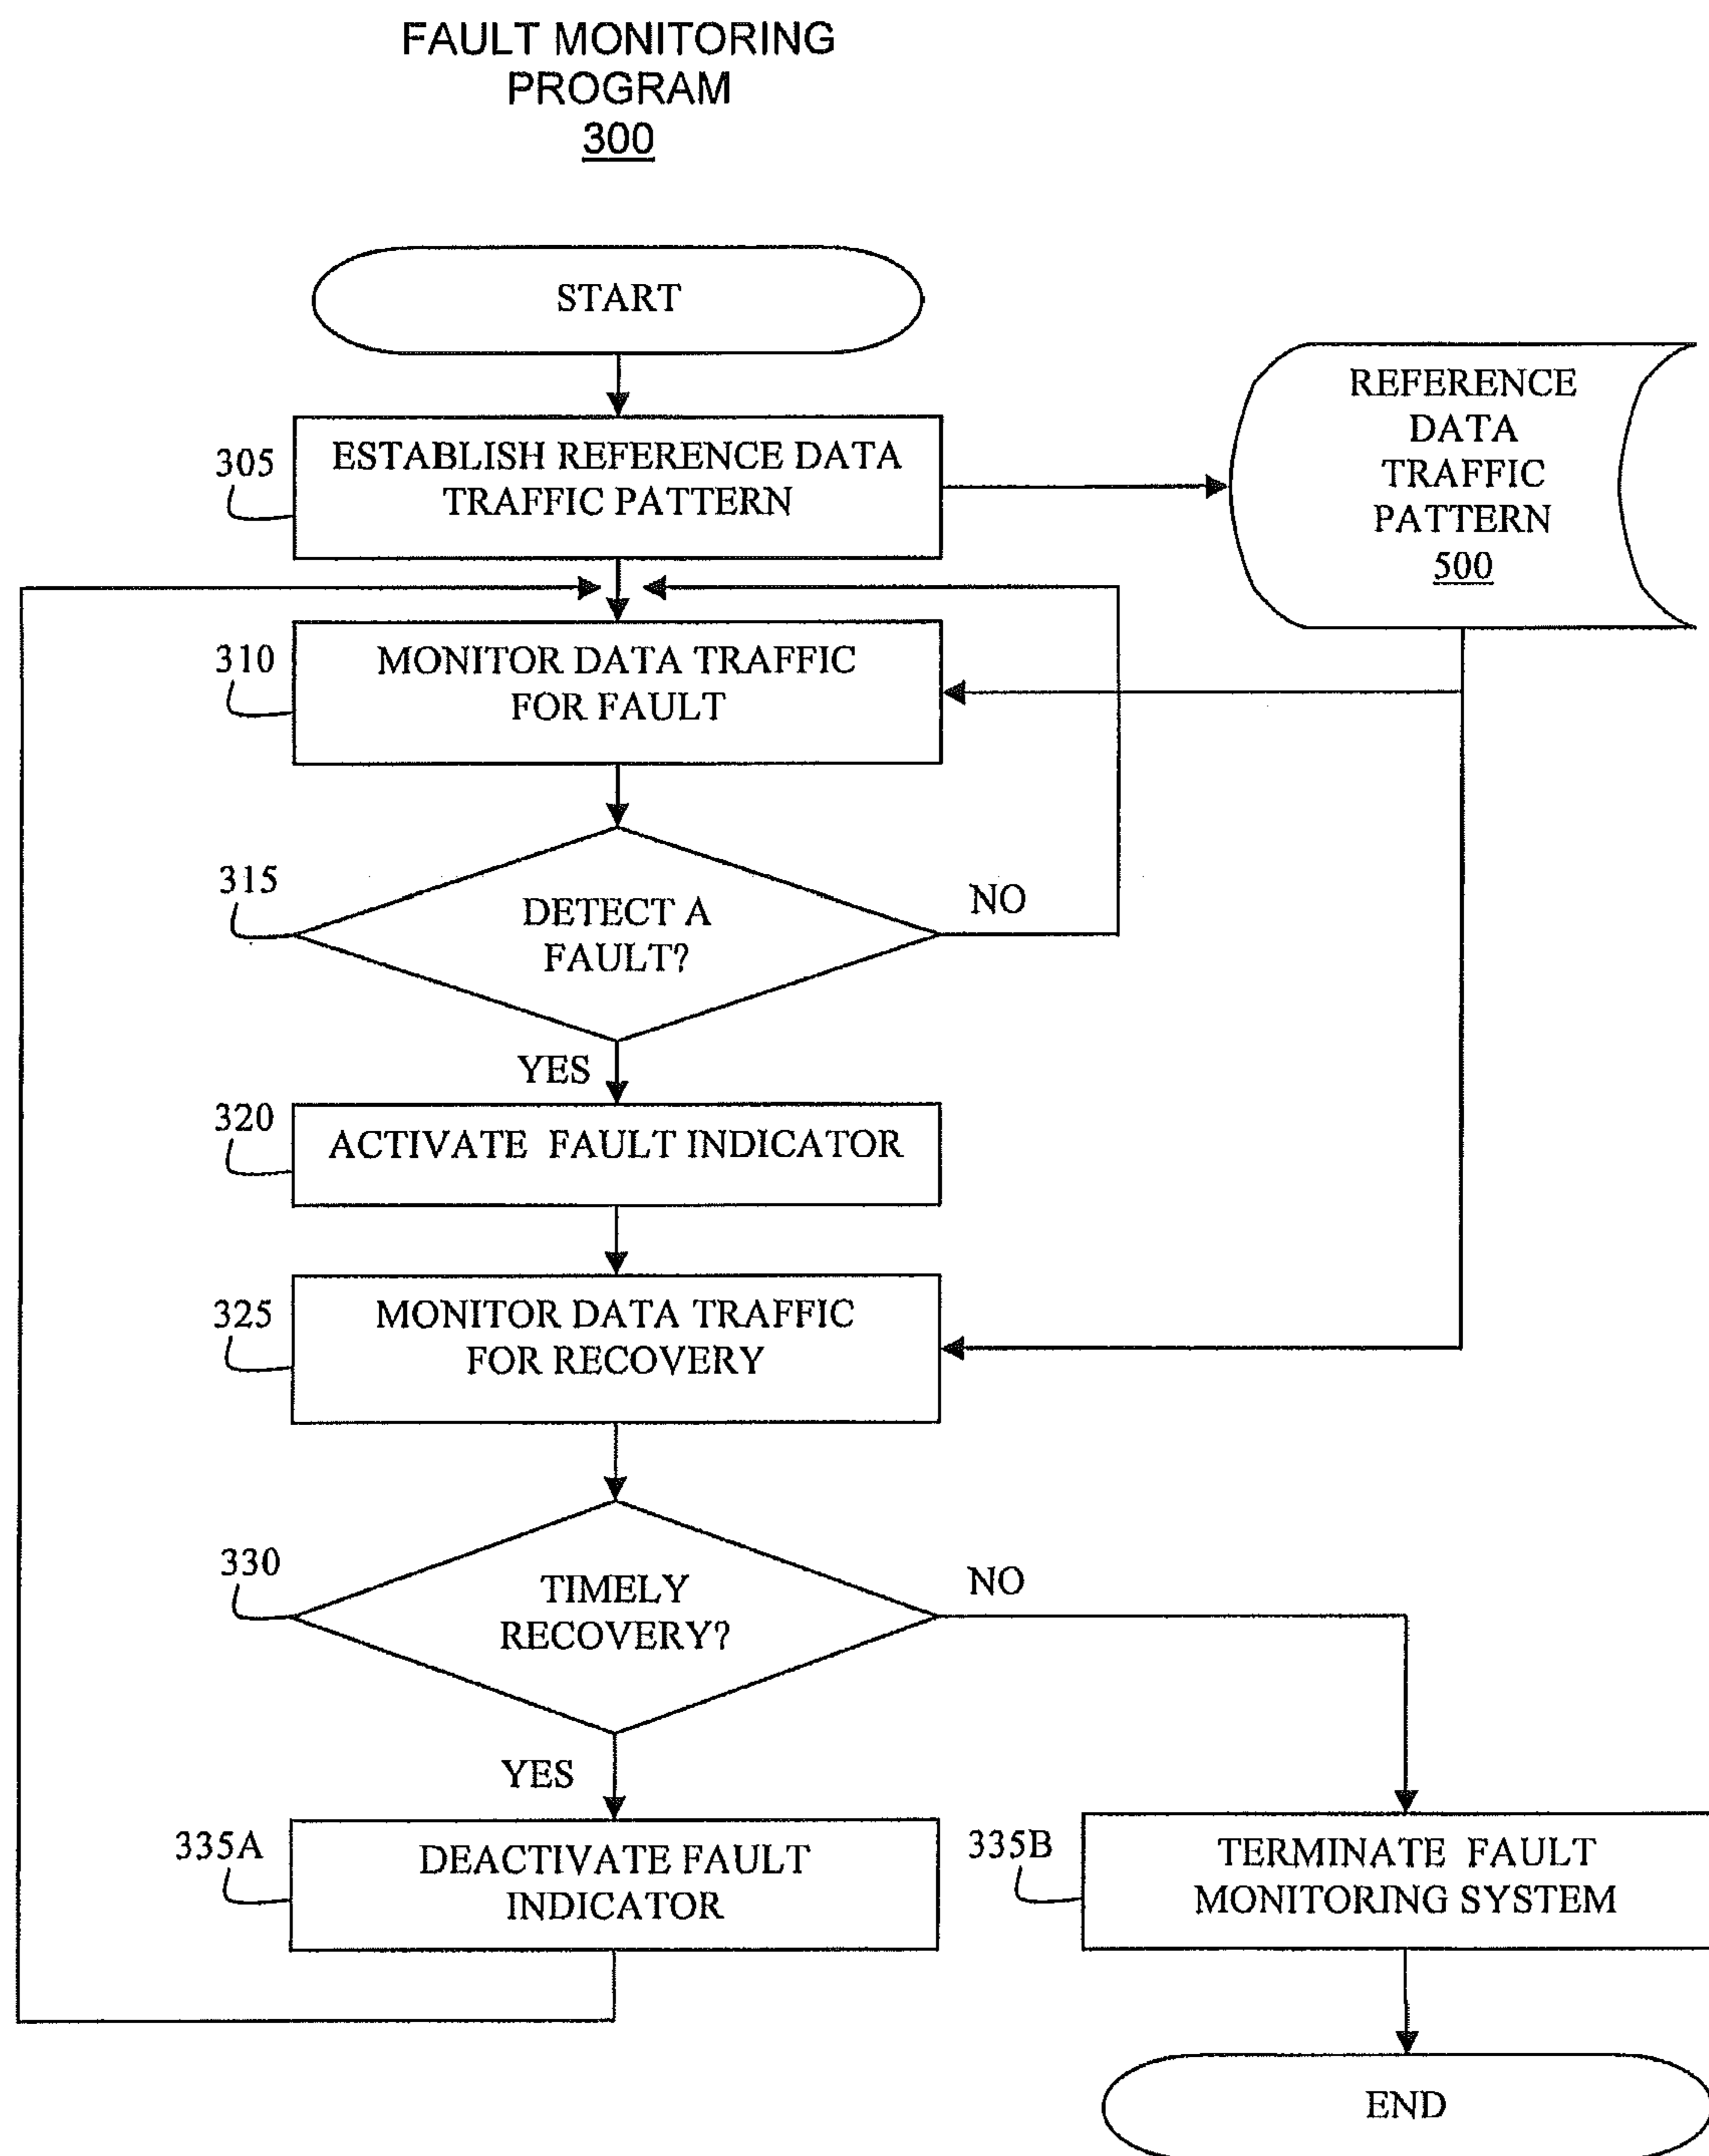 FAULT MONITORING
PROGRAM
300
START
305
ESTABLISH REFERENCE DATA
TRAFFIC PATTERN
REFERENCE
DATA
TRAFFIC
PATTERN
500
310
MONITOR DATA TRAFFIC
FOR FAULT
315
DETECT A
FAULT?
NO
YES
320
ACTIVATE FAULT INDICATOR
325
MONITOR DATA TRAFFIC
FOR RECOVERY
330
TIMELY
RECOVERY?
NO
YES
335A
DEACTIVATE FAULT
INDICATOR
335B
TERMINATE FAULT
MONITORING SYSTEM
END